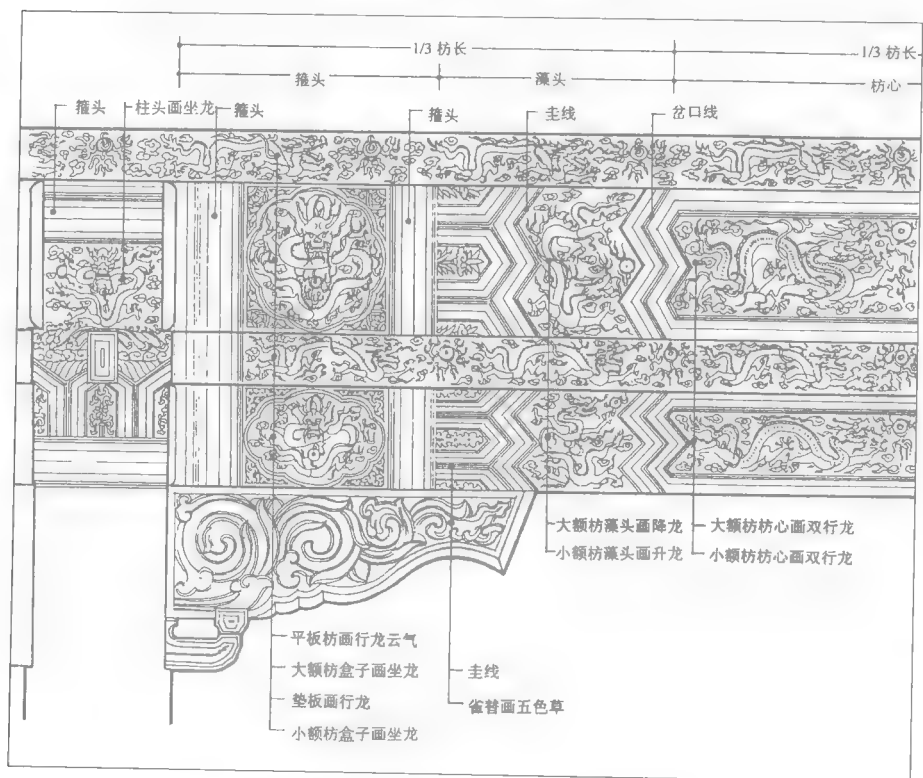 1/3 枋长
1/3 枋长
箍头
藻头
枋心
箍头
柱头画坐龙
箍头
箍头
圭线
岔口线
大额枋藻头画降龙
大额枋枋心画双行龙
小额枋藻头画升龙
小额枋枋心画双行龙
平板枋画行龙云气
大额枋盒子画坐龙
圭线
垫板画行龙
雀替画五色草
小额枋盒子画坐龙